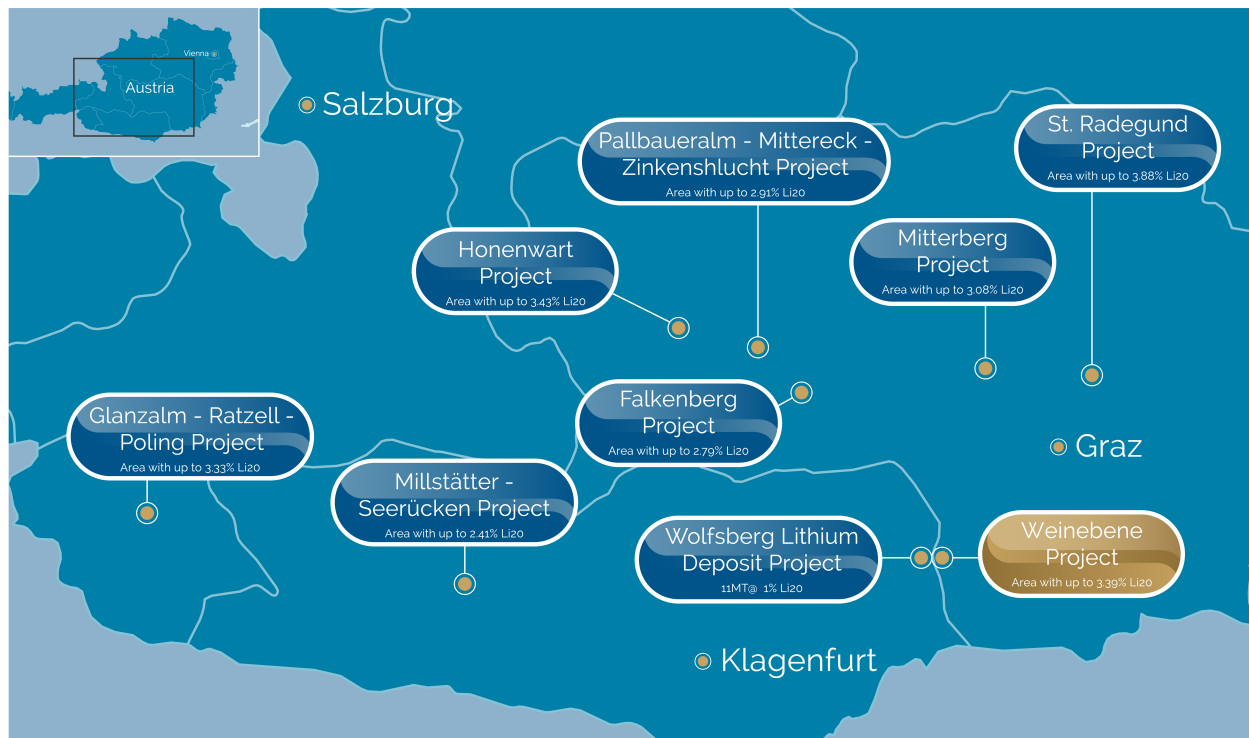 Vienna
Austria
Salzburg
Pallbaueralm - Mittereck -
Zinkenshlucht Project
Area with up to 2.91% Li20
St. Radegund
Project
Area with up to 3.88% Li20
Honenwart
Project
Area with up to 3.43% Li20
Mitterberg
Project
Area with up to 3.08% Li20
Glanzalm - Ratzell -
Poling Project
Area with up to 3.33% Li20
Falkenberg
Project
Area with up to 2.79% Li20
Graz
Millstätter -
Seerücken Project
Area with up to 2.41% Li20
Wolfsberg Lithium
Deposit Project
11MT@ 1% Li20
Weinebene
Project
Area with up to 3.39% Li20
Klagenfurt